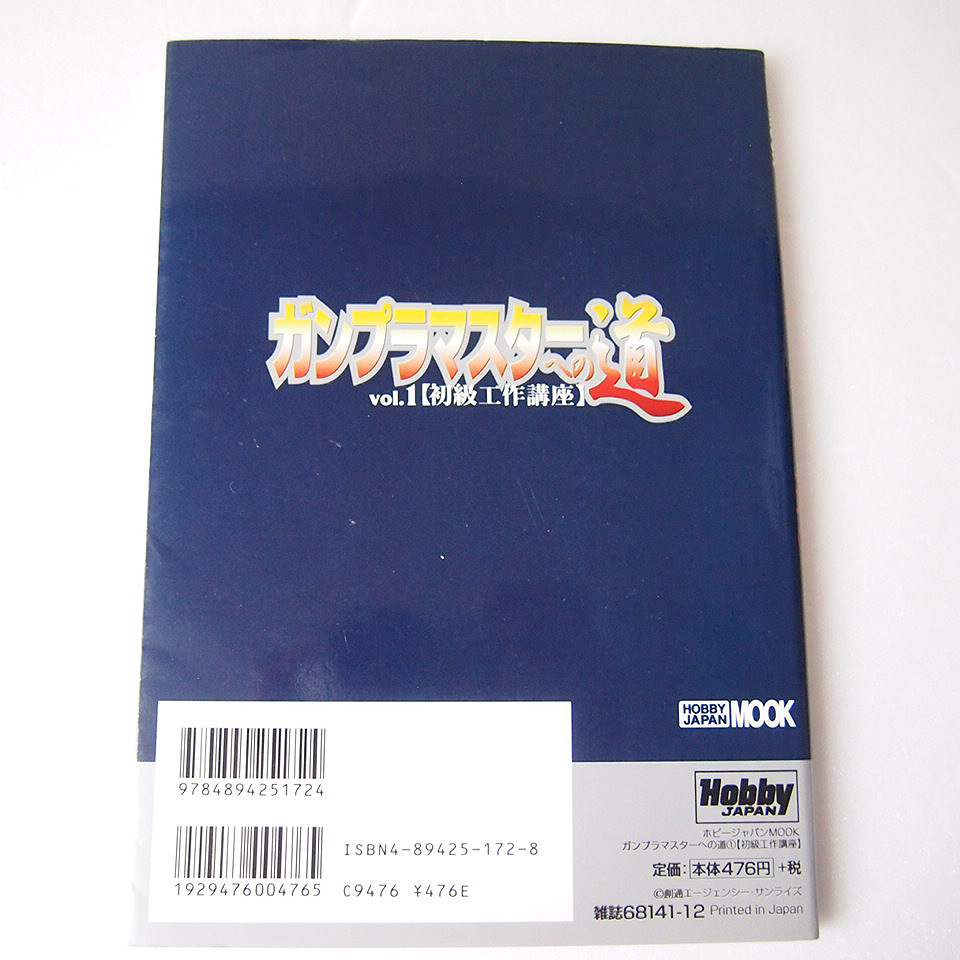 ガンプラマスターへの道
vol.1【初級工作講座】
HOBBY JAPAN MOOK
9784894251724
ISBN4-89425-172-8
1929476004765
C9476 ¥476E
Hobby
JAPAN
ホビージャパンMOOK
ガンプラマスターへの道①【初級工作講座】
定価:本体476円+税
©創通エージェンシー・サンライズ
雑誌68141-12 Printed in Japan